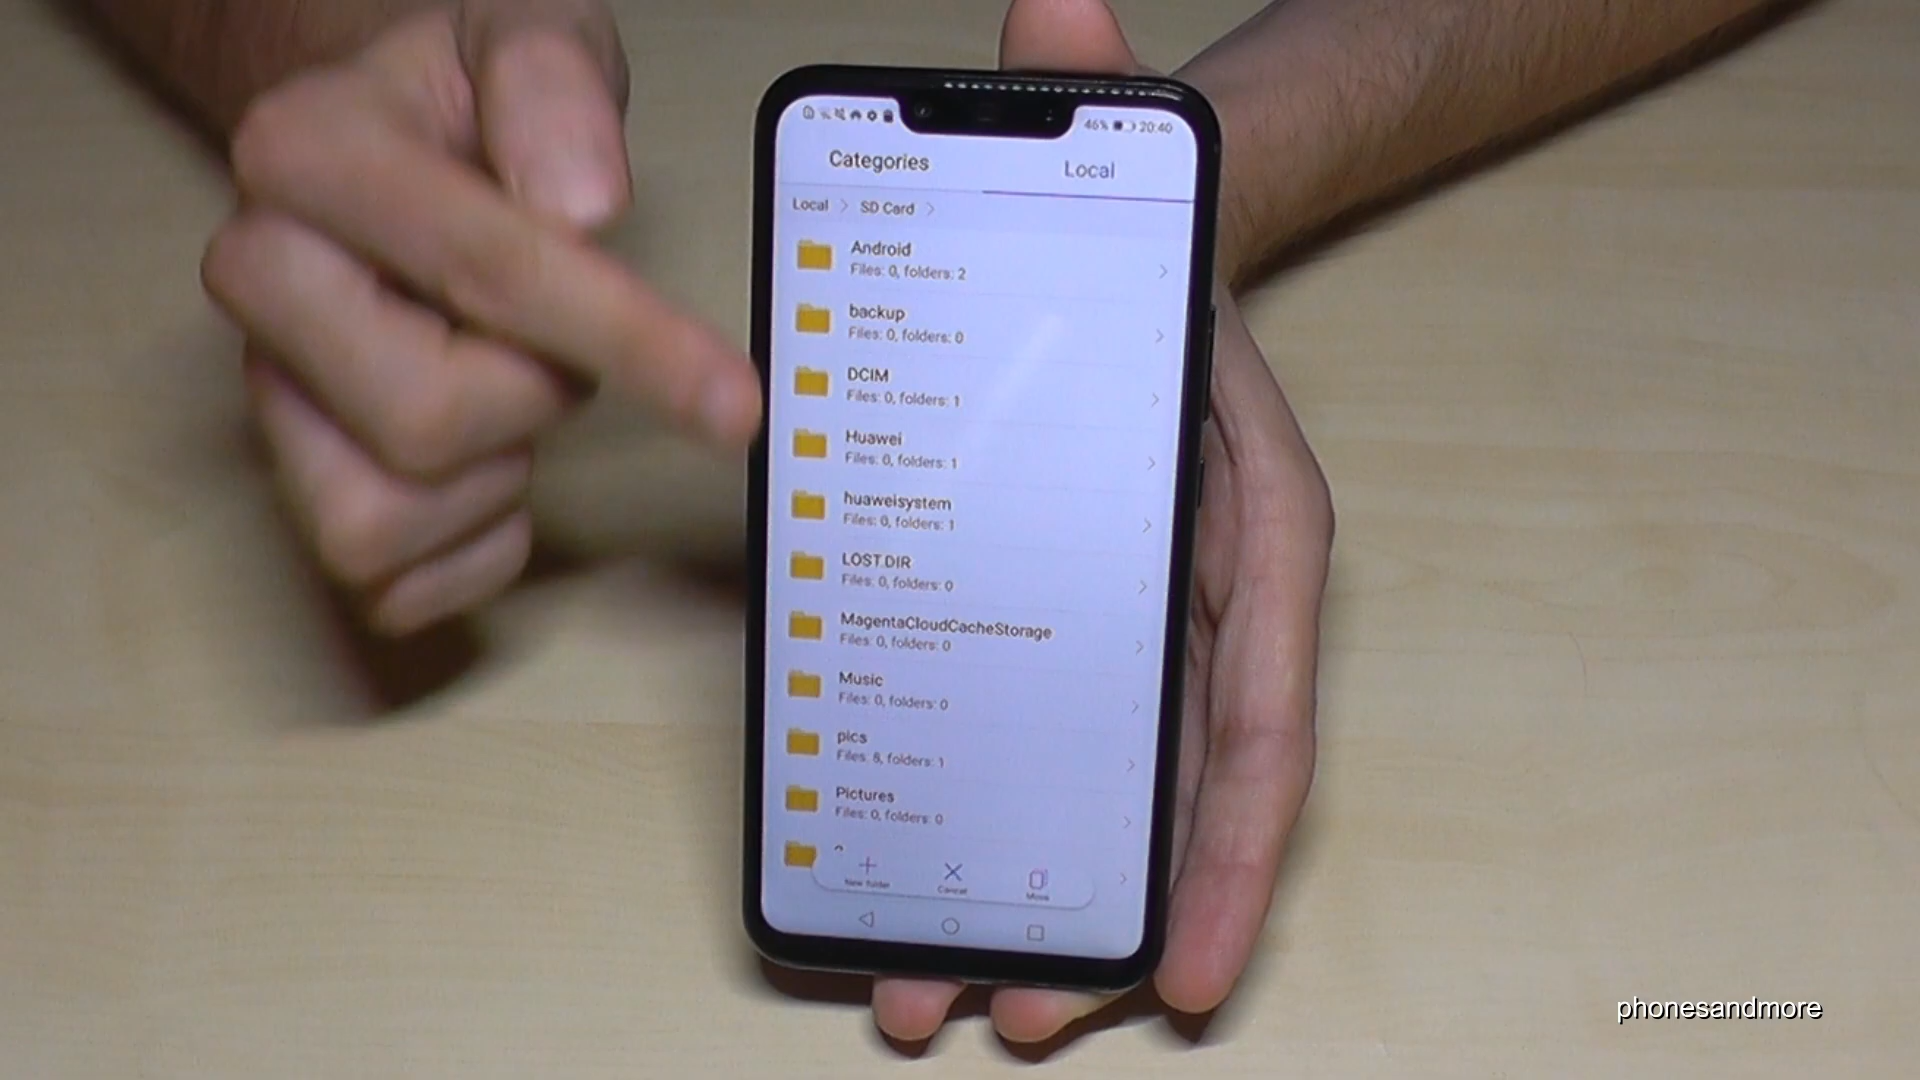 46% 20:40
Categories
Local
Local
SD Card
Android
Files: 0, folders: 2
backup
Files: 0, folders: 0
DCIM
Files: 0, folders: 1
Huawei
Files: 0, folders: 1
huaweisystem
Files: 0, folders: 1
LOST.DIR
Files: 0, folders: 0
MagentaCloudCacheStorage
Files: 0, folders: 0
Music
Files: 0, folders: 0
pics
Files: 8, folders: 1
Pictures
Files: 0, folders: 0
New folder
Cancel
Move
phonesandmore